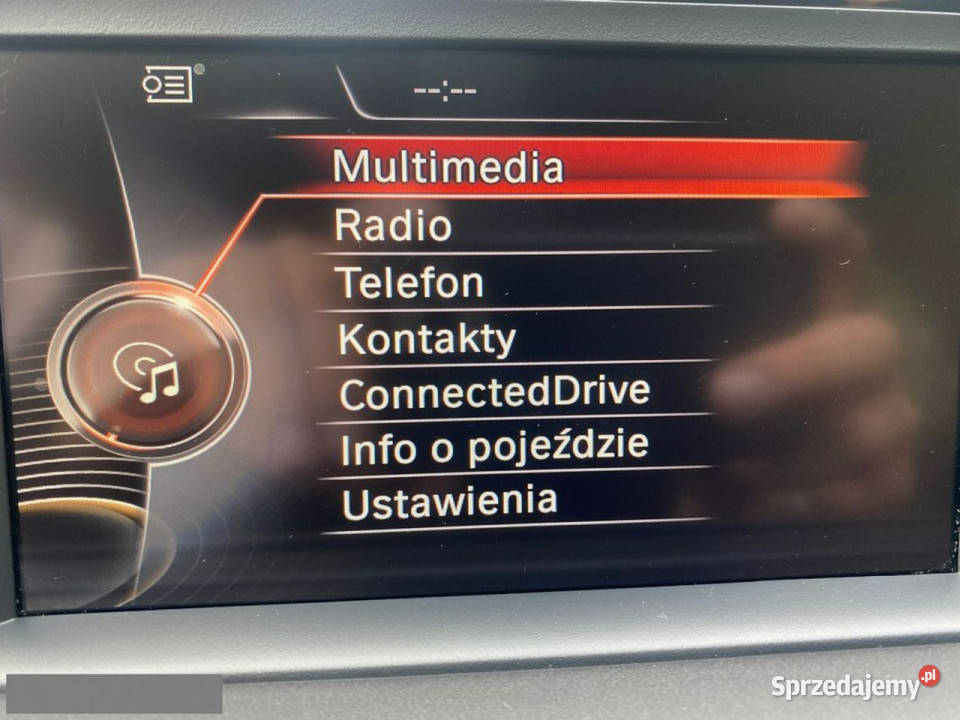 --:--
Multimedia
Radio
Telefon
Kontakty
ConnectedDrive
Info o pojeździe
Ustawienia
Sprzedajemy.pl